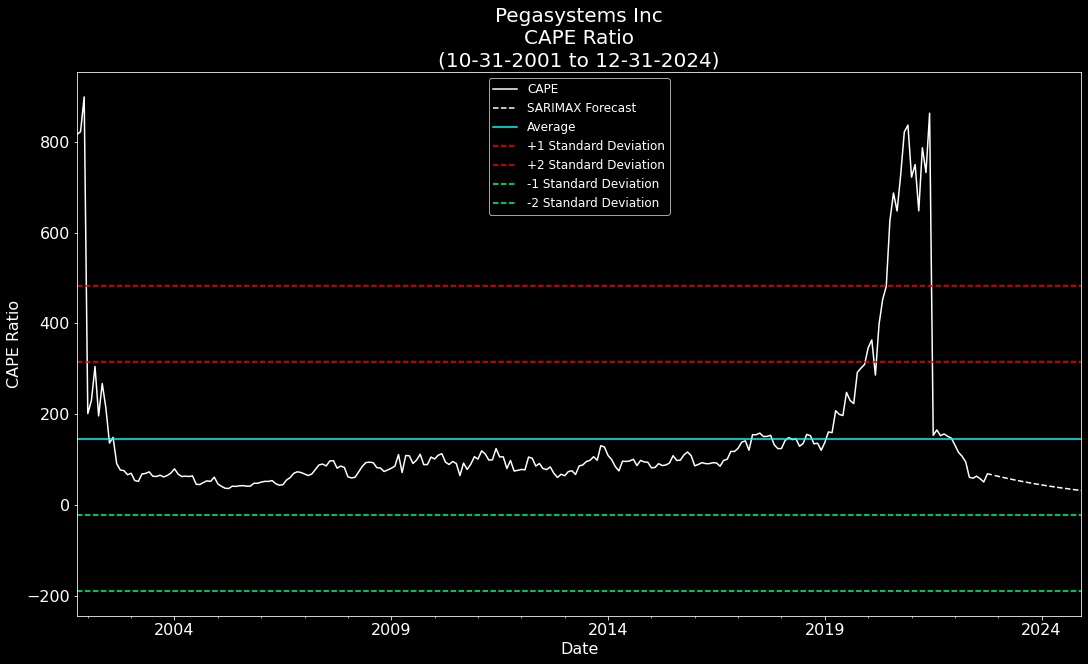 Pegasystems Inc
CAPE Ratio
(10-31-2001 to 12-31-2024)
CAPE
SARIMAX Forecast
Average
+1 Standard Deviation
+2 Standard Deviation
-1 Standard Deviation
-2 Standard Deviation
CAPE Ratio
800
600
400
200
0
−200
2004 2009 2014 2019 2024
Date